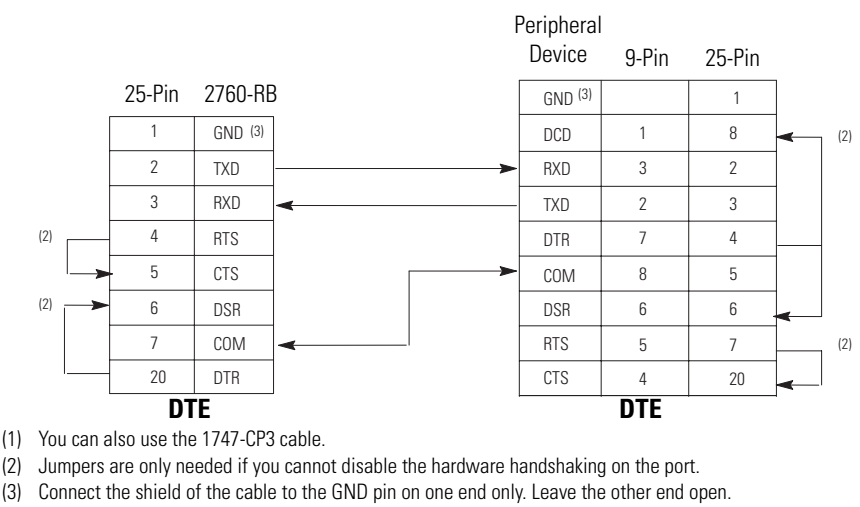 Peripheral
Device 9-Pin 25-Pin
25-Pin 2760-RB
GND (3) 1
DCD 1 8 (2)
1 GND (3)
2 TXD
RXD 3 2
3 RXD
TXD 2 3
(2) 4 RTS
DTR 7 4
5 CTS
COM 8 5
(2) 6 DSR
DSR 6 6
7 COM
RTS 5 7 (2)
20 DTR
CTS 4 20
DTE
DTE
(1) You can also use the 1747-CP3 cable.
(2) Jumpers are only needed if you cannot disable the hardware handshaking on the port.
(3) Connect the shield of the cable to the GND pin on one end only. Leave the other end open.